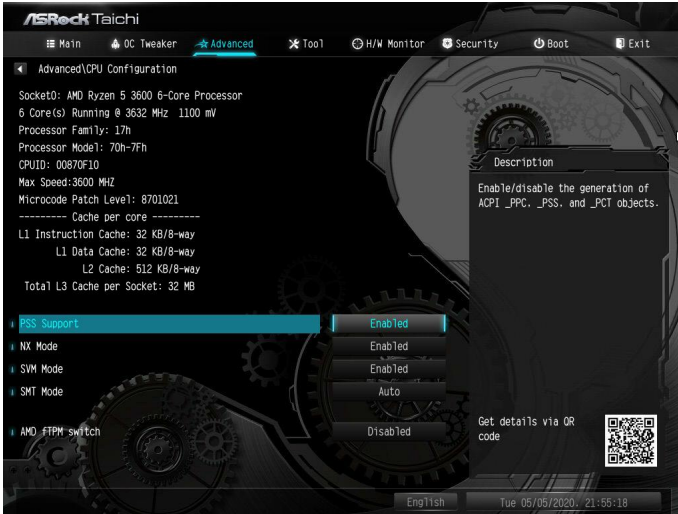 ASRock Taichi
Main OC Tweaker Advanced Tool H/W Monitor Security Boot Exit
Advanced\CPU Configuration
Socket0: AMD Ryzen 5 3600 6-Core Processor
6 Core(s) Running @ 3632 MHz 1100 mV
Processor Family: 17h
Processor Model: 70h-7Fh
CPUID: 00870F10
Max Speed:3600 MHZ
Microcode Patch Level: 8701021
--------- Cache per core ---------
L1 Instruction Cache: 32 KB/8-way
L1 Data Cache: 32 KB/8-way
L2 Cache: 512 KB/8-way
Total L3 Cache per Socket: 32 MB
PSS Support Enabled
NX Mode Enabled
SVM Mode Enabled
SMT Mode Auto
AMD fTPM switch Disabled
Description
Enable/disable the generation of
ACPI _PPC, _PSS, and _PCT objects.
Get details via QR
code
English Tue 05/05/2020. 21:55:18